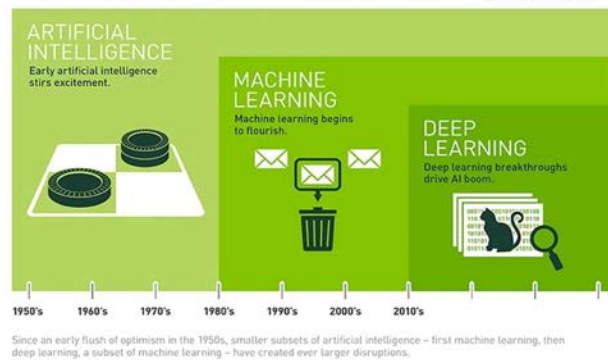 ARTIFICIAL
INTELLIGENCE
Early artificial intelligence
stirs excitement.
MACHINE
LEARNING
Machine learning begins
to flourish.
DEEP
LEARNING
Deep learning breakthroughs
drive AI boom.
1950's 1960's 1970's 1980's 1990's 2000's 2010's
Since an early flush of optimism in the 1950s, smaller subsets of artificial intelligence – first machine learning, then
deep learning, a subset of machine learning – have created ever larger disruptions.